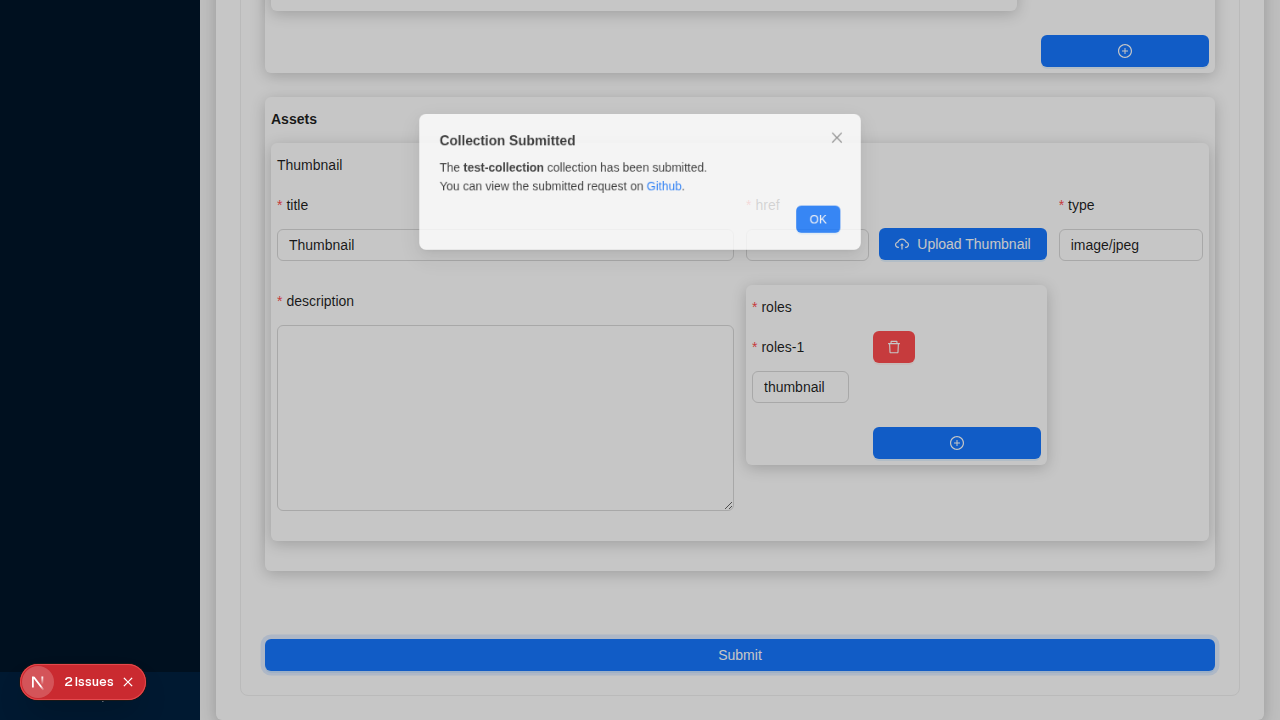 Assets
Collection Submitted
The test-collection collection has been submitted.
You can view the submitted request on Github.
OK
Thumbnail
* title
* href
* type
Thumbnail
Upload Thumbnail
image/jpeg
* description
* roles
* roles-1
thumbnail
Submit
N
2 Issues